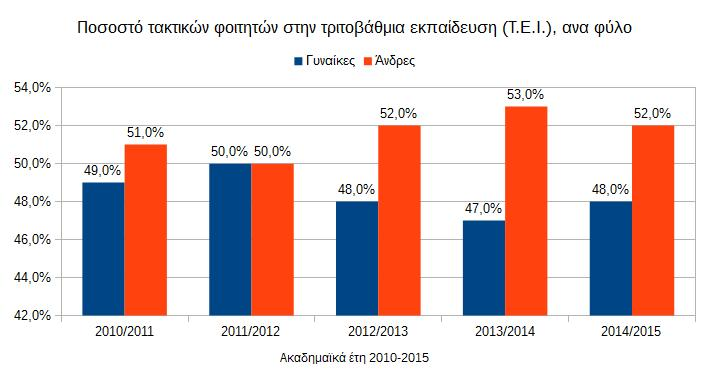 Ποσοστό τακτικών φοιτητών στην τριτοβάθμια εκπαίδευση (Τ.Ε.Ι.), ανα φύλο
Γυναίκες Άνδρες
54,0%
52,0%
50,0%
48,0%
46,0%
44,0%
42,0%
49,0% 51,0% 50,0% 50,0% 48,0% 52,0% 47,0% 53,0% 48,0% 52,0%
2010/2011 2011/2012 2012/2013 2013/2014 2014/2015
Ακαδημαϊκά έτη 2010-2015